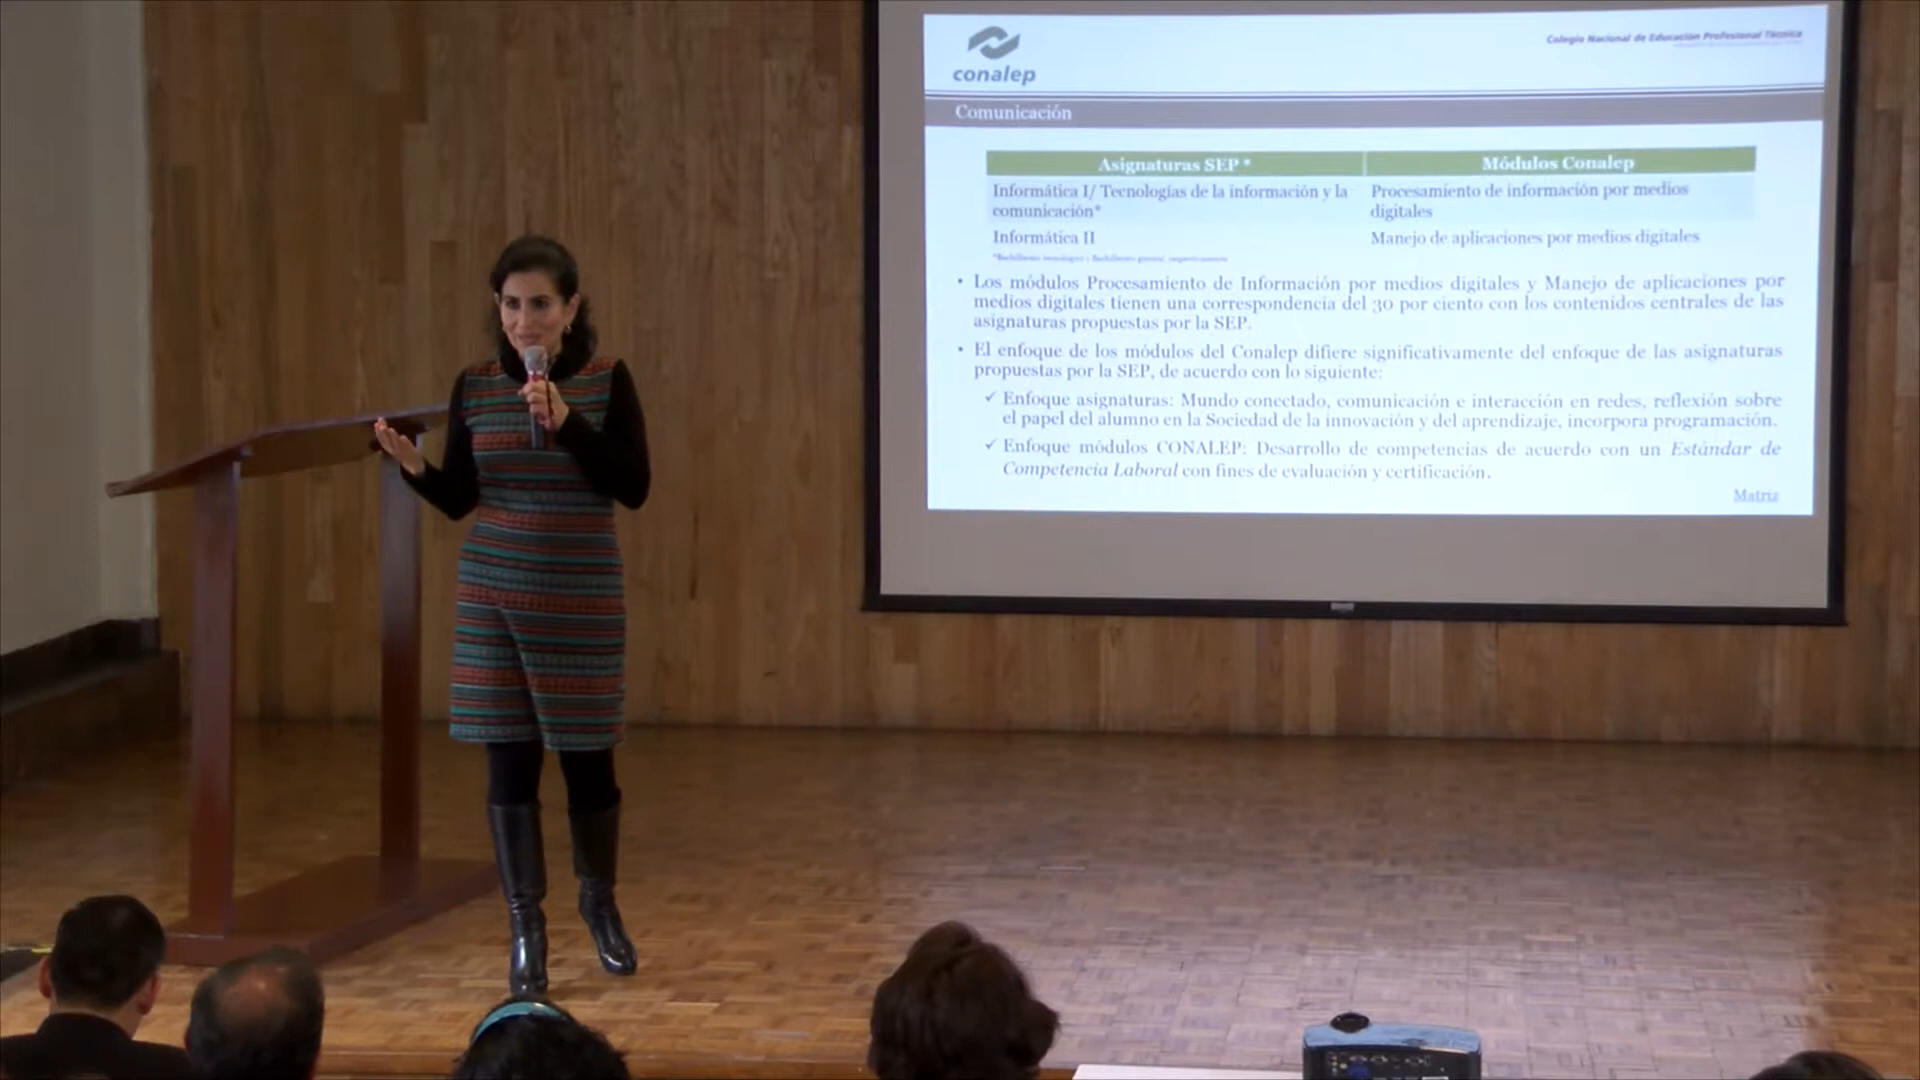 conalep
Colegio Nacional de Educación Profesional Técnica
Comunicación
Asignaturas SEP *
Módulos Conalep
Informática I/ Tecnologías de la información y la
comunicación*
Procesamiento de información por medios
digitales
Informática II
Manejo de aplicaciones por medios digitales
*Bachillerato tecnológico y Bachillerato general, respectivamente
• Los módulos Procesamiento de Información por medios digitales y Manejo de aplicaciones por
medios digitales tienen una correspondencia del 30 por ciento con los contenidos centrales de las
asignaturas propuestas por la SEP.
• El enfoque de los módulos del Conalep difiere significativamente del enfoque de las asignaturas
propuestas por la SEP, de acuerdo con lo siguiente:
✓ Enfoque asignaturas: Mundo conectado, comunicación e interacción en redes, reflexión sobre
el papel del alumno en la Sociedad de la innovación y del aprendizaje, incorpora programación.
✓ Enfoque módulos CONALEP: Desarrollo de competencias de acuerdo con un Estándar de
Competencia Laboral con fines de evaluación y certificación.
Matriz